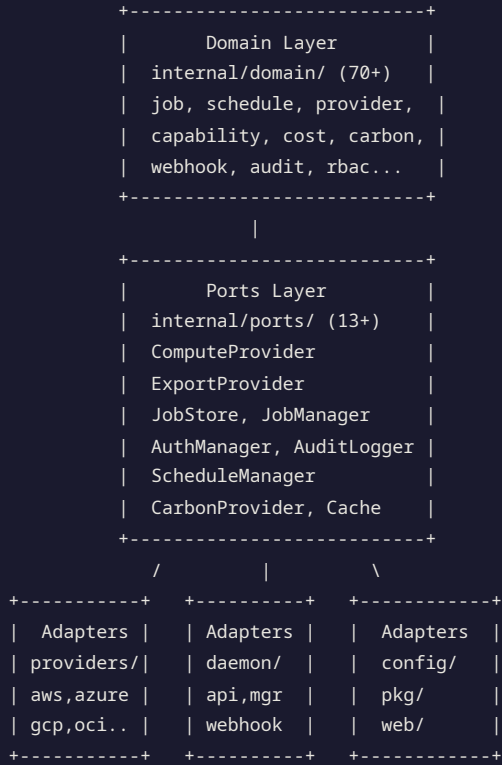 +---------------------------+
|       Domain Layer        |
|  internal/domain/ (70+)   |
|  job, schedule, provider,  |
|  capability, cost, carbon, |
|  webhook, audit, rbac...   |
+---------------------------+
|
+---------------------------+
|       Ports Layer         |
|  internal/ports/ (13+)    |
|  ComputeProvider          |
|  ExportProvider           |
|  JobStore, JobManager     |
|  AuthManager, AuditLogger |
|  ScheduleManager          |
|  CarbonProvider, Cache    |
+---------------------------+
/         |         \
+-----------+   +----------+   +------------+
|  Adapters |   | Adapters |   |  Adapters  |
| providers/|   | daemon/  |   |  config/   |
| aws,azure |   | api,mgr  |   |  pkg/      |
| gcp,oci.. |   | webhook  |   |  web/      |
+-----------+   +----------+   +------------+